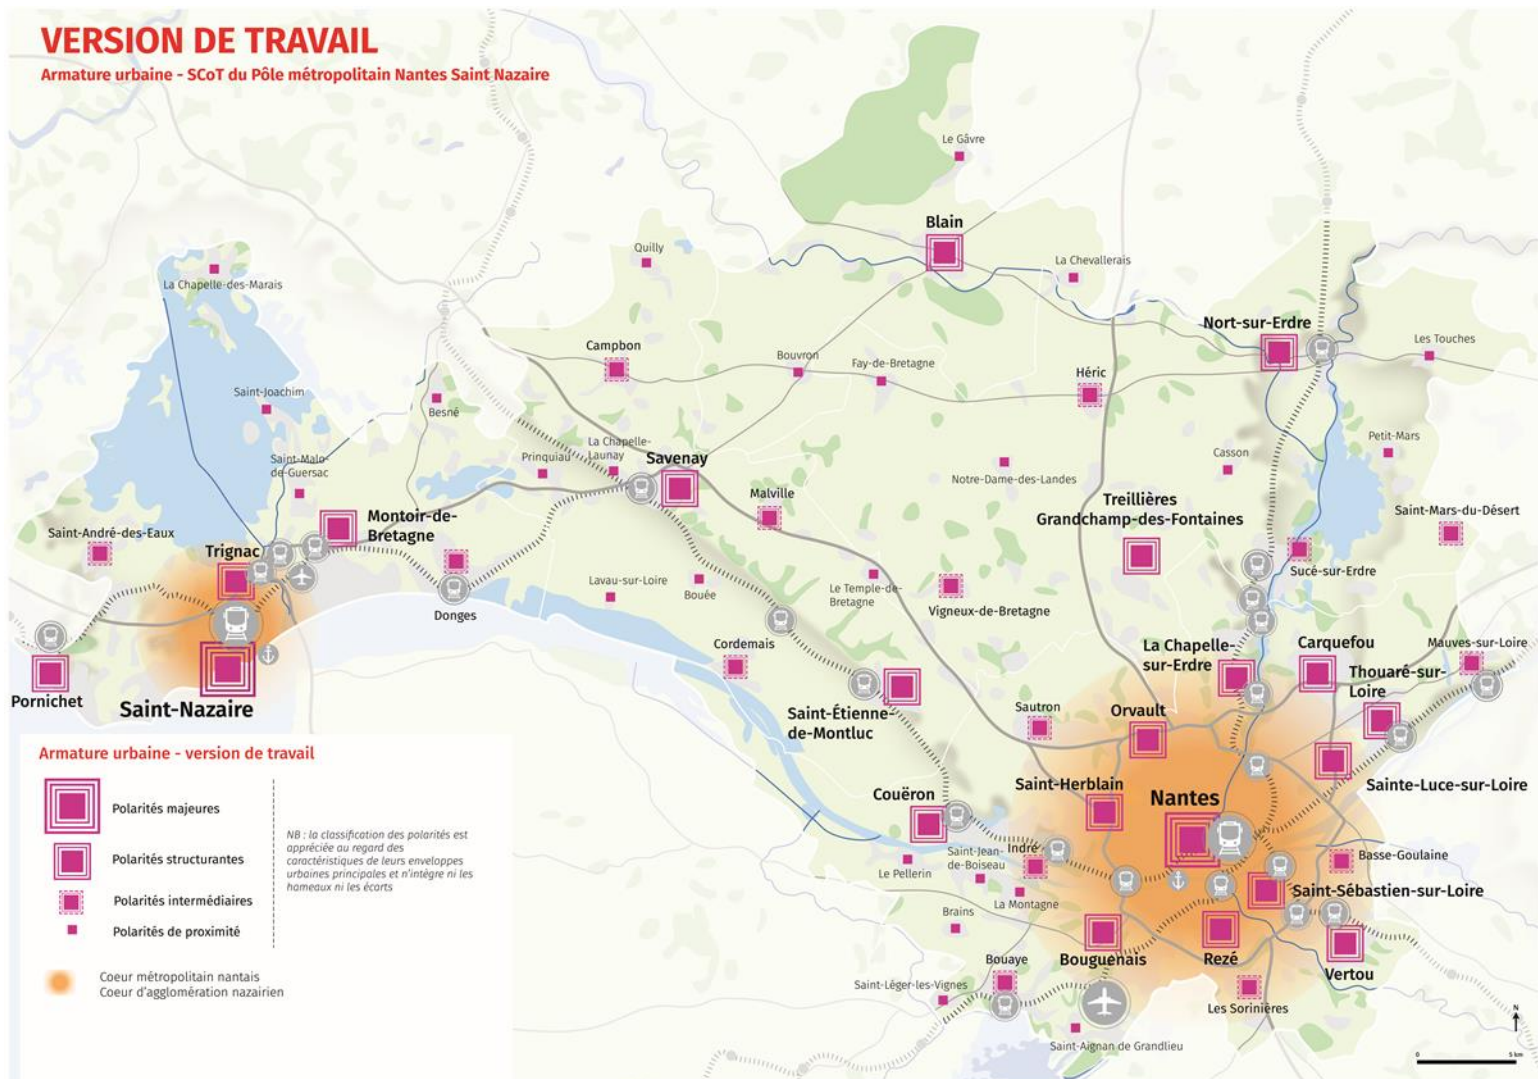 VERSION DE TRAVAIL
Armature urbaine - SCoT du Pôle métropolitain Nantes Saint Nazaire
Le Gâvre
Blain
Quilly
La Chevallerais
La Chapelle-des-Marais
Nort-sur-Erdre
Les Touches
Campbon
Bouvron
Fay-de-Bretagne
Héric
Saint-Joachim
Besné
Petit-Mars
La Chapelle-
Launay
Prinquiau
Savenay
Casson
Saint-Malo-
de-Guersac
Notre-Dame-des-Landes
Malville
Treillières
Grandchamp-des-Fontaines
Saint-Mars-du-Désert
Montoir-de-
Bretagne
Saint-André-des-Eaux
Trignac
Sucé-sur-Erdre
Lavau-sur-Loire
Bouée
Le Temple-de-
Bretagne
Vigneux-de-Bretagne
Donges
Cordemais
La Chapelle-
sur-Erdre
Carquefou
Mauves-sur-Loire
Thouaré-sur-
Loire
Pornichet
Saint-Nazaire
Saint-Étienne-
de-Montluc
Sautron
Orvault
Sainte-Luce-sur-Loire
Saint-Herblain
Nantes
Couëron
Saint-Jean-
de-Boiseau
Indre
Basse-Goulaine
Le Pellerin
La Montagne
Saint-Sébastien-sur-Loire
Brains
Bouaye
Bouguenais
Rezé
Vertou
Saint-Léger-les-Vignes
Les Sorinières
Saint-Aignan de Grandlieu
Armature urbaine - version de travail
Polarités majeures
Polarités structurantes
Polarités intermédiaires
Polarités de proximité
NB : la classification des polarités est
appréciée au regard des
caractéristiques de leurs enveloppes
urbaines principales et n'intègre ni les
hameaux ni les écarts
Coeur métropolitain nantais
Coeur d'agglomération nazairien
N
0 5 km